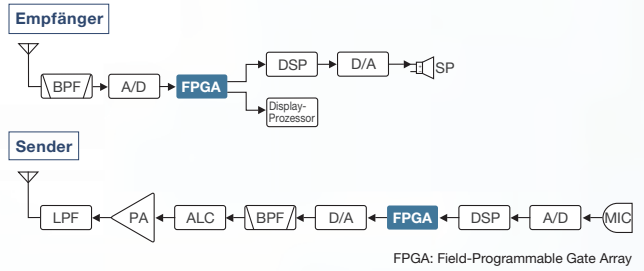 Empfänger
BPF
A/D
FPGA
DSP
D/A
SP
Display-
Prozessor
Sender
LPF
PA
ALC
BPF
D/A
FPGA
DSP
A/D
MIC
FPGA: Field-Programmable Gate Array